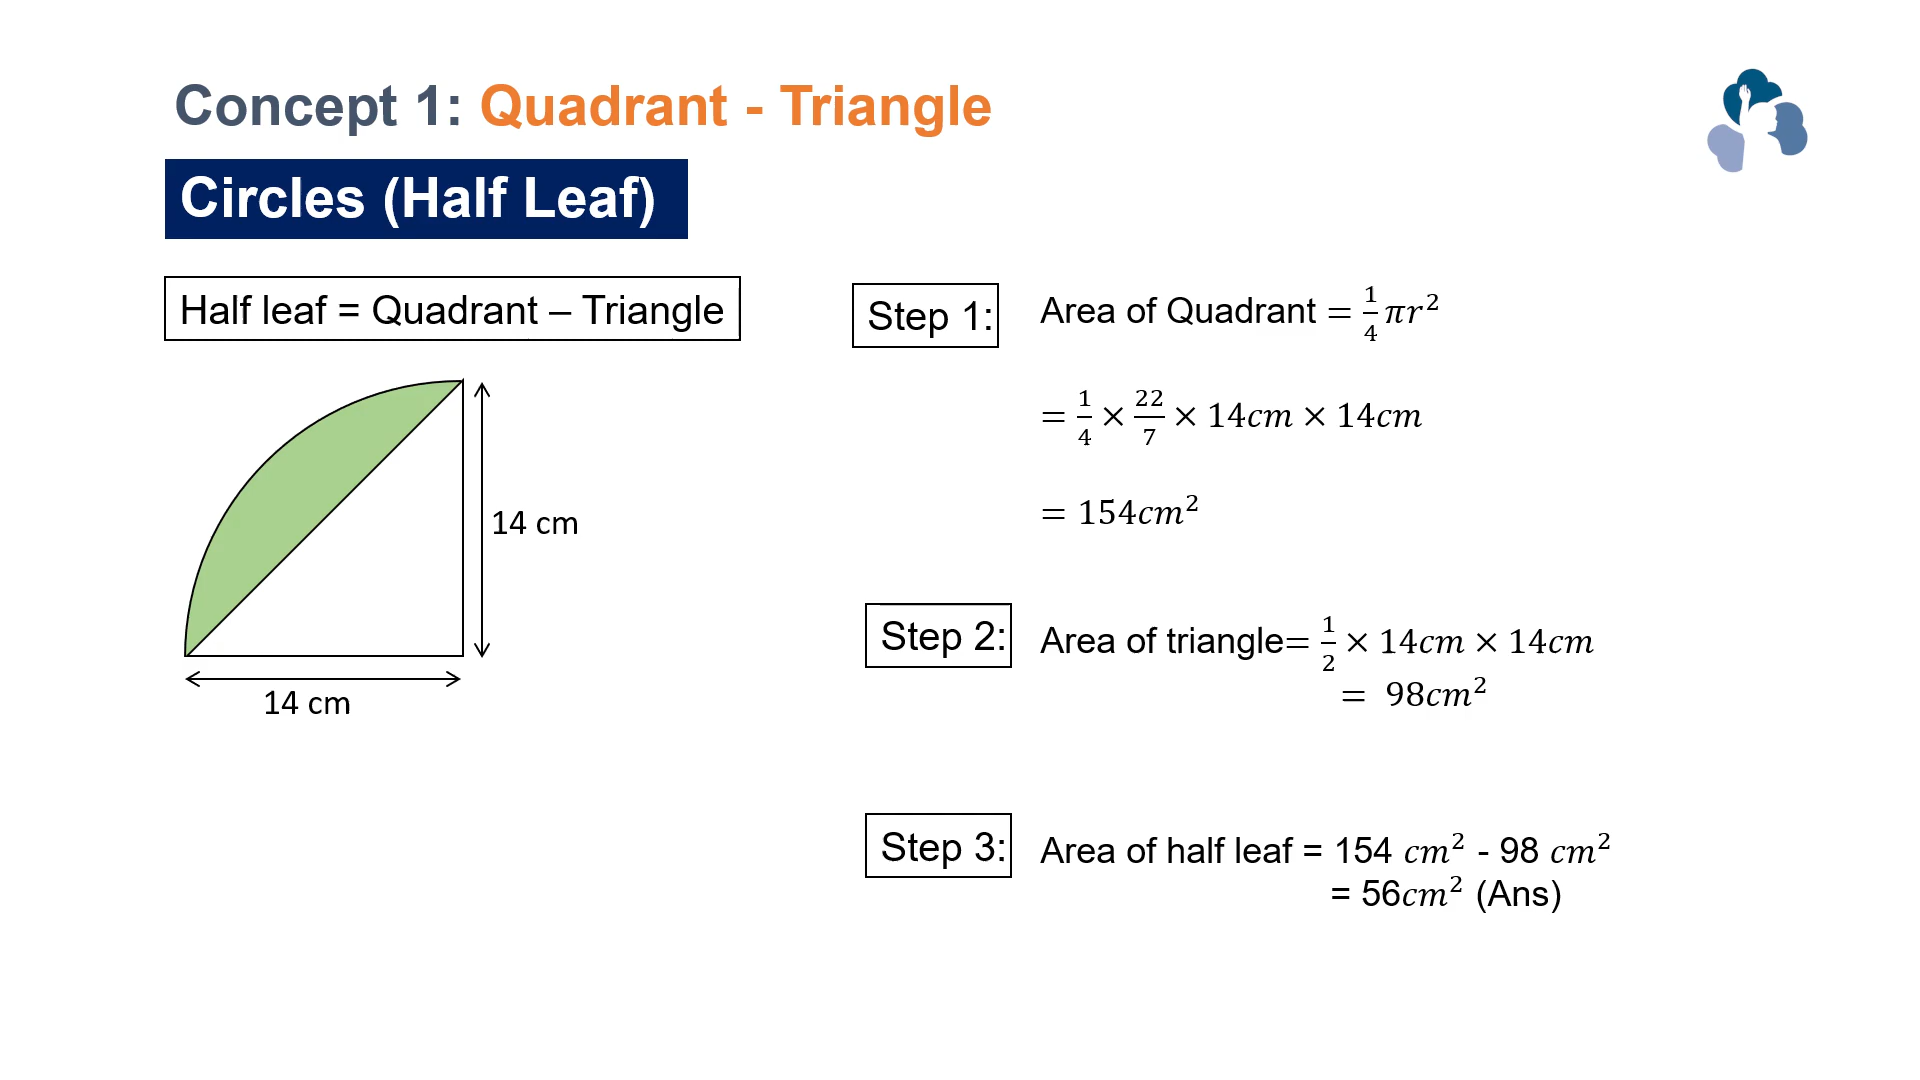 Concept 1: Quadrant - Triangle
Circles (Half Leaf)
Half leaf = Quadrant – Triangle
14 cm
14 cm
Step 1:
Area of Quadrant = 1/4 πr²
= 1/4 × 22/7 × 14cm × 14cm
= 154cm²
Step 2:
Area of triangle= 1/2 × 14cm × 14cm
= 98cm²
Step 3:
Area of half leaf = 154 cm² - 98 cm²
= 56cm² (Ans)